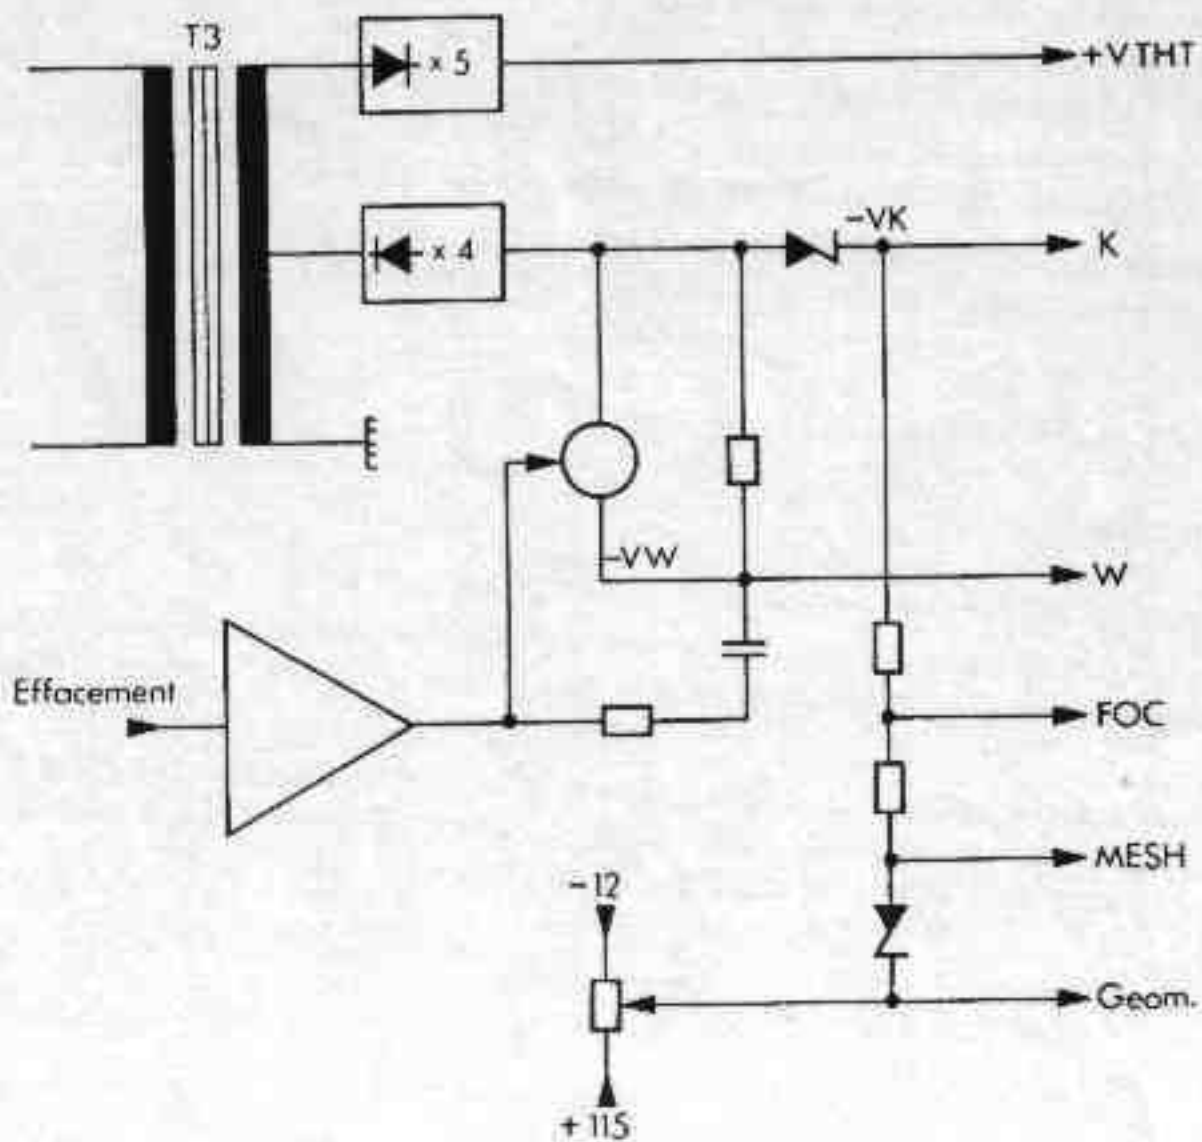 T3
× 5
+VTHT
× 4
-VK
K
-VW
W
Effacement
FOC
MESH
-12
Geom.
+115